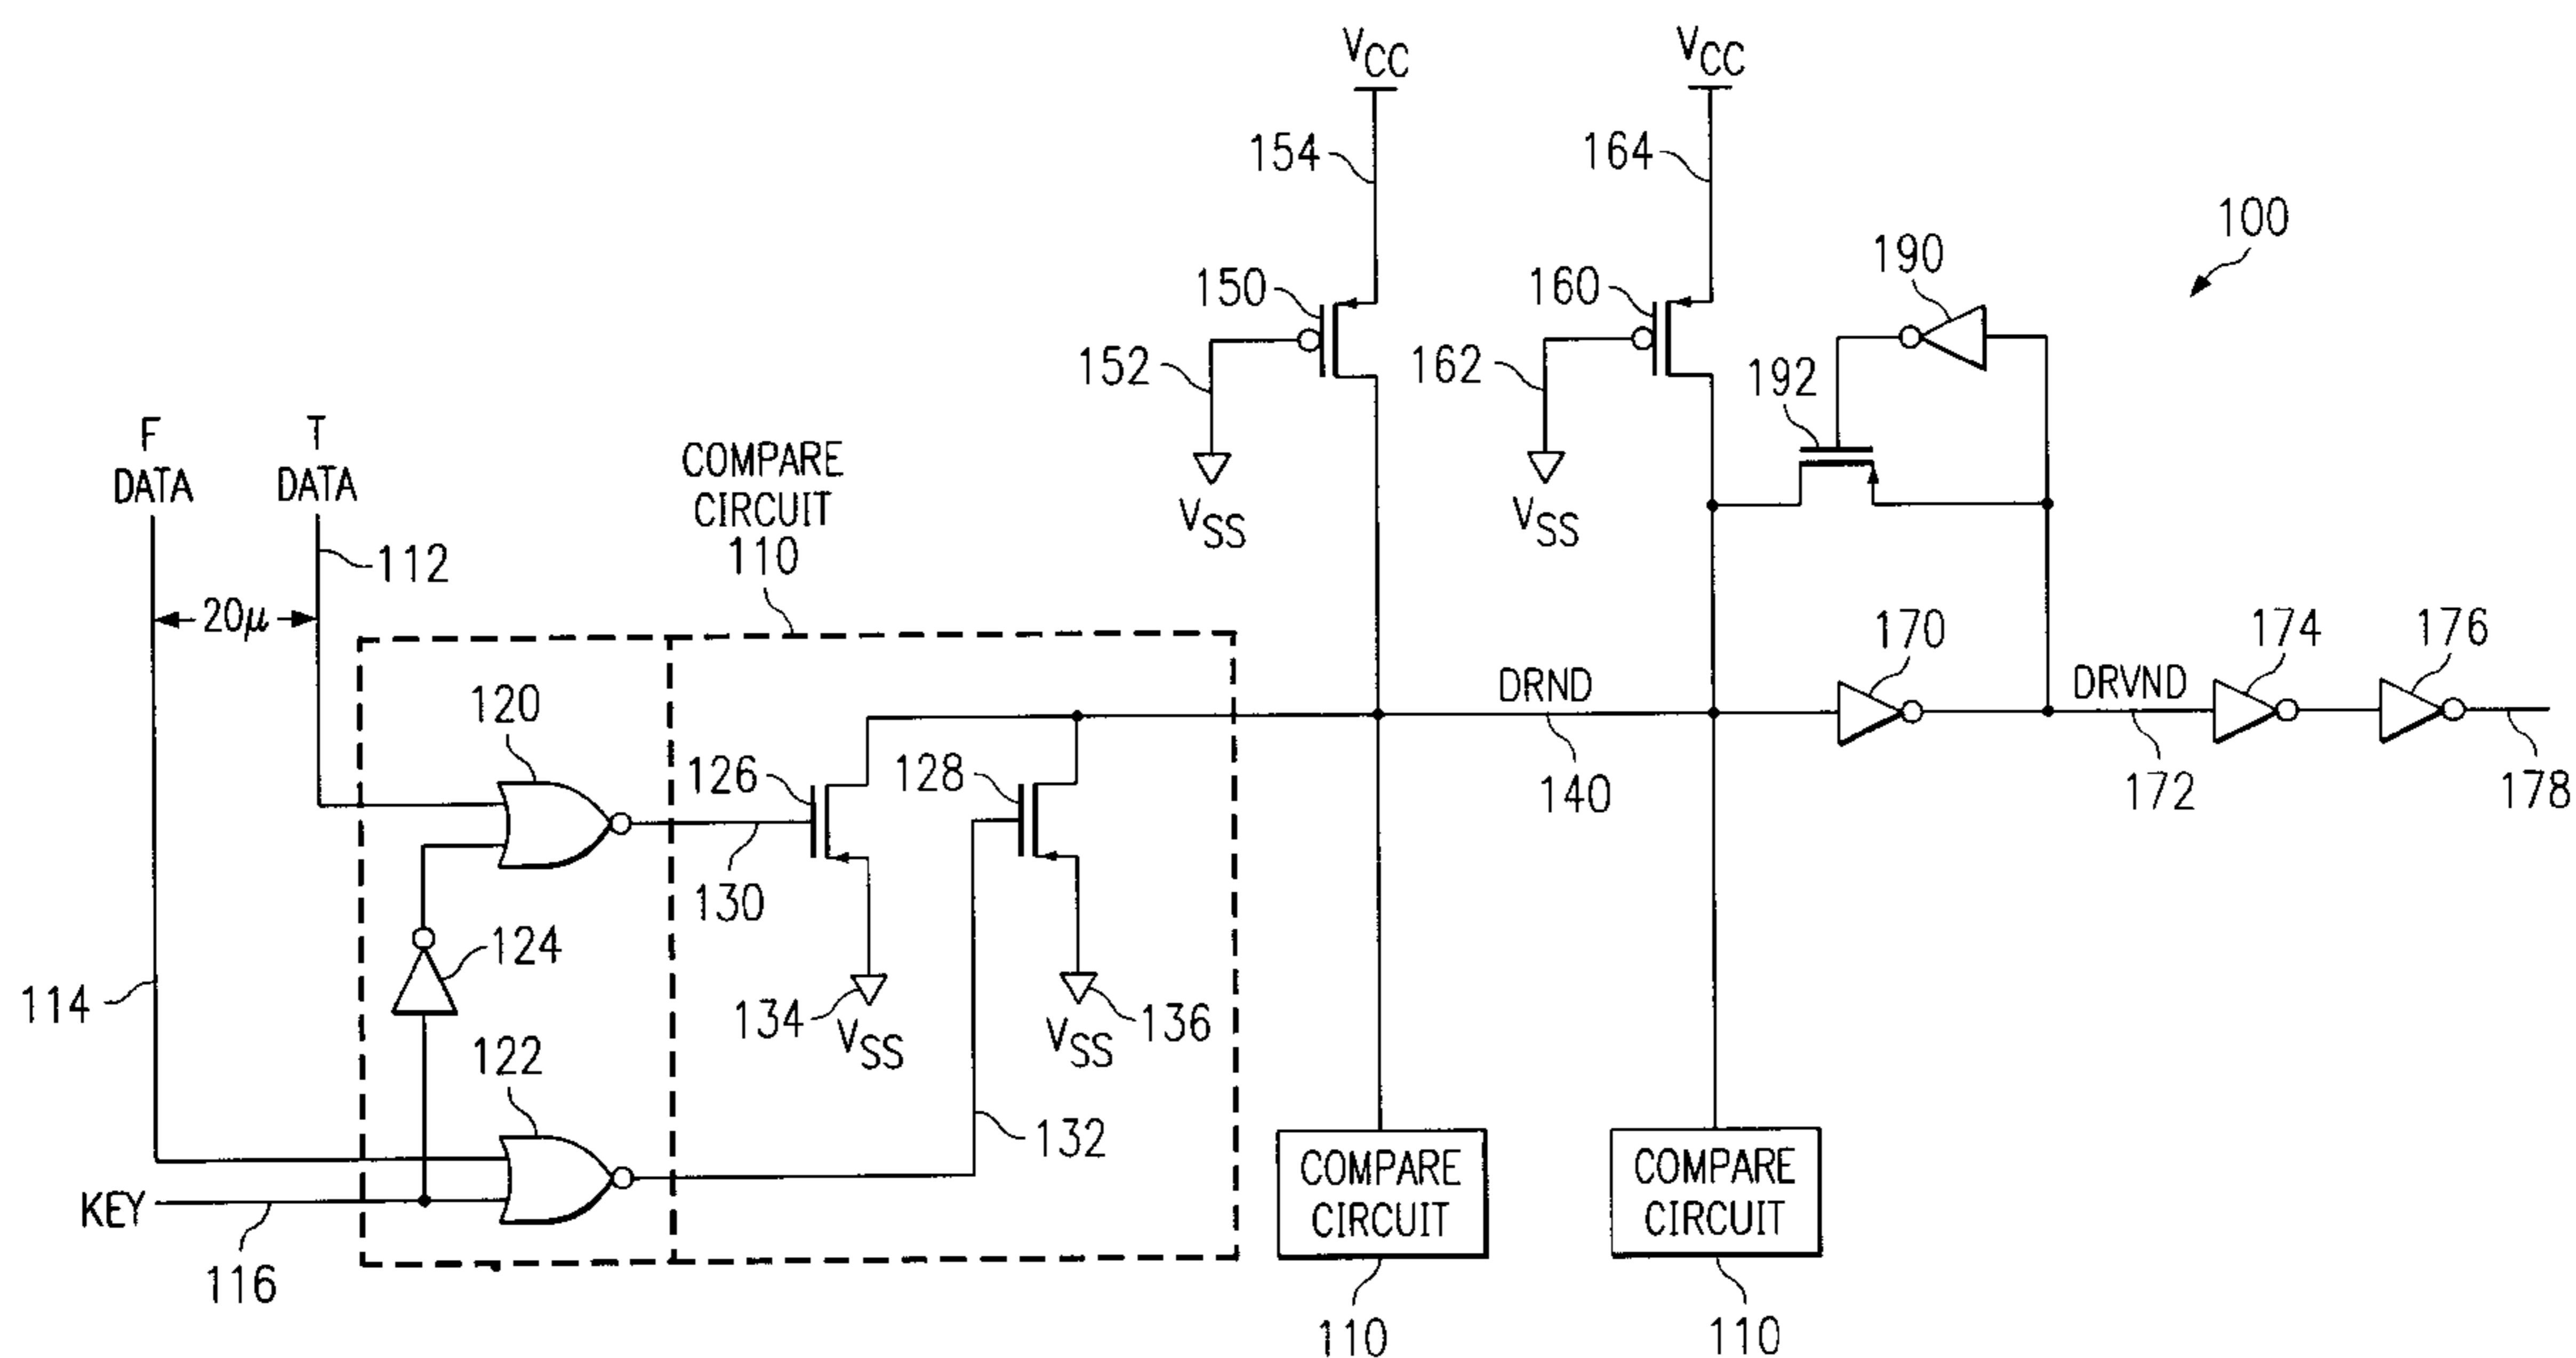 VCC
VCC
154
164
100
190
150
160
152
162
192
F
DATA
T
DATA
COMPARE
CIRCUIT
110
VSS
VSS
112
20μ
170
174
176
DRND
DRVND
120
126
128
140
172
178
130
124
114
134
VSS
136
VSS
122
132
COMPARE
CIRCUIT
COMPARE
CIRCUIT
KEY
116
110
110